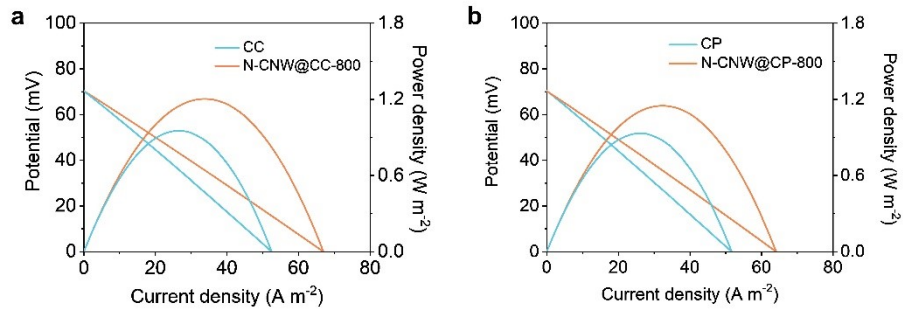 a
CC
N-CNW@CC-800
Potential (mV)
100
80
60
40
20
0
0
20
40
60
80
Current density (A m⁻²)
1.8
1.2
0.6
0.0
Power density (W m⁻²)
b
CP
N-CNW@CP-800
Potential (mV)
100
80
60
40
20
0
0
20
40
60
80
Current density (A m⁻²)
1.8
1.2
0.6
0.0
Power density (W m⁻²)